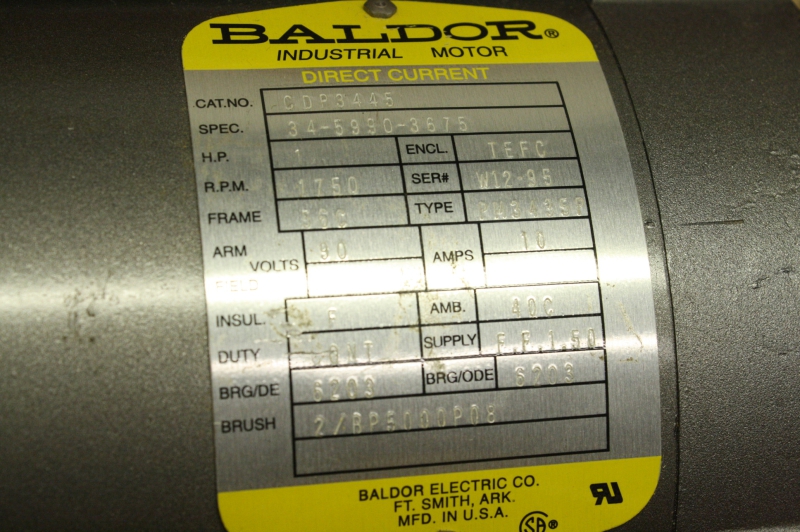 BALDOR®
INDUSTRIAL MOTOR
DIRECT CURRENT
CAT.NO. CDP3445
SPEC. 34-5990-3675
H.P. 1 ENCL. TEFC
R.P.M. 1750 SER# W12-95
FRAME 56C TYPE
ARM VOLTS 90 AMPS 10
FIELD
INSUL. F AMB. 40C
DUTY CONT SUPPLY F.F.1.50
BRG/DE 6203 BRG/ODE 6203
BRUSH 2/BP5000P08
BALDOR ELECTRIC CO.
FT. SMITH, ARK.
MFD. IN U.S.A.